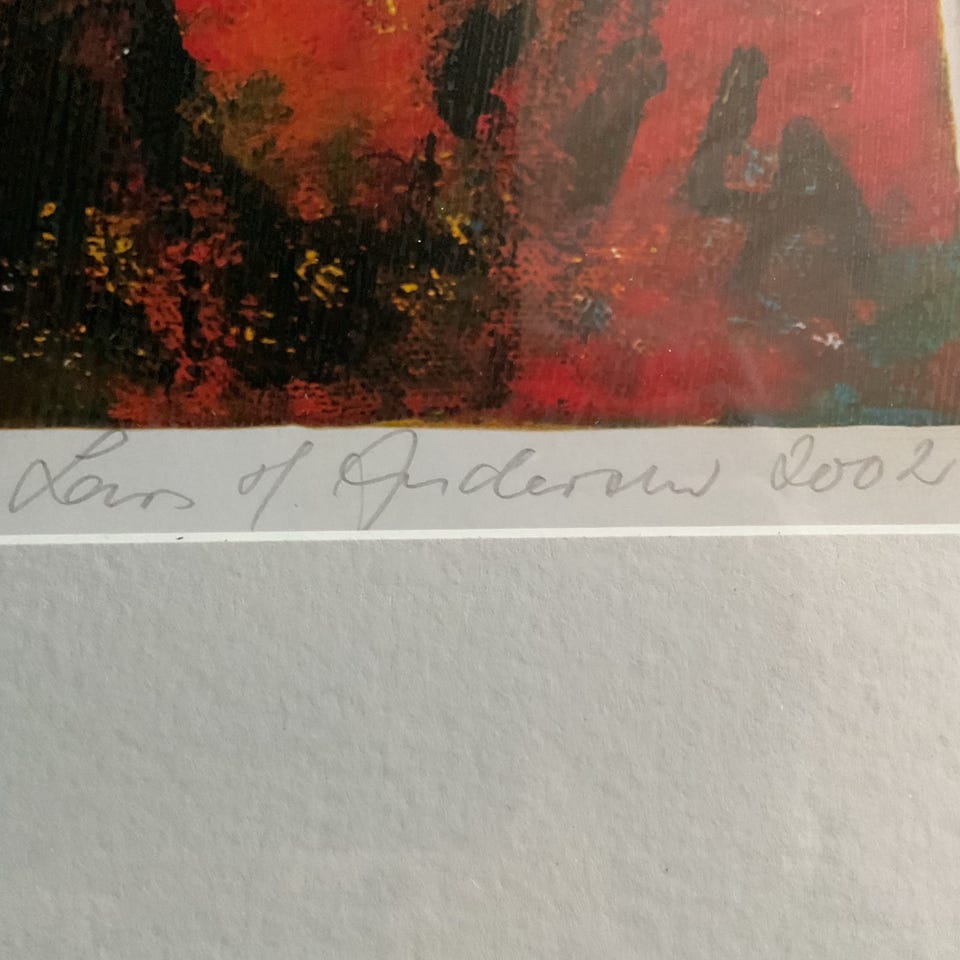 Lars H. Andersen 2002